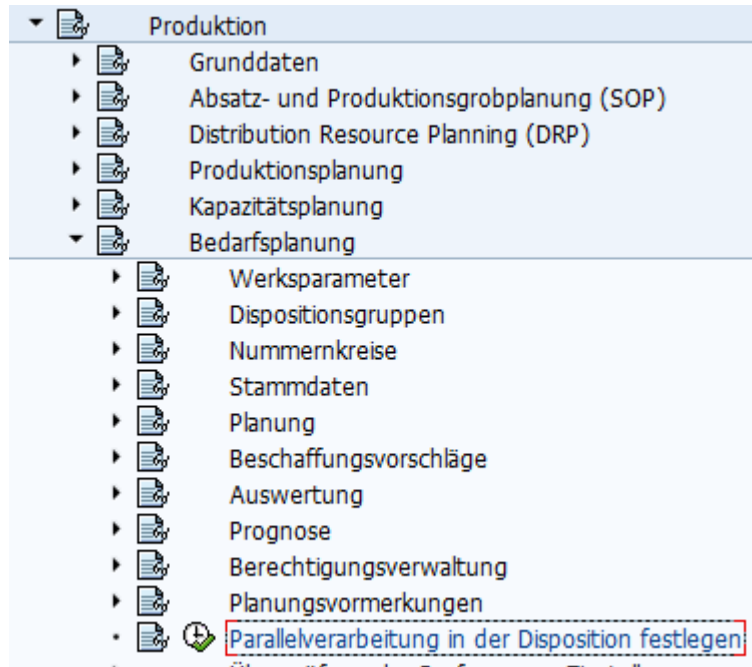 Produktion
Grunddaten
Absatz- und Produktionsgrobplanung (SOP)
Distribution Resource Planning (DRP)
Produktionsplanung
Kapazitätsplanung
Bedarfsplanung
Werksparameter
Dispositionsgruppen
Nummernkreise
Stammdaten
Planung
Beschaffungsvorschläge
Auswertung
Prognose
Berechtigungsverwaltung
Planungsvormerkungen
Parallelverarbeitung in der Disposition festlegen